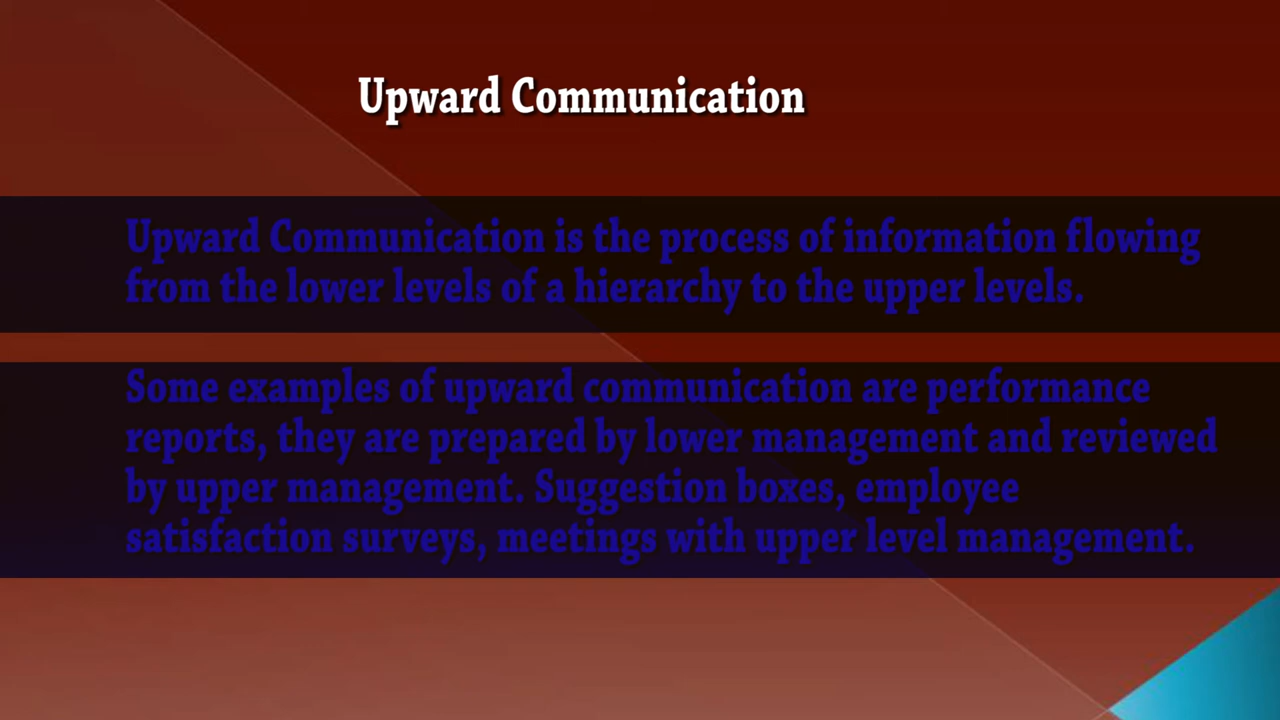 Upward Communication
Upward Communication is the process of information flowing
from the lower levels of a hierarchy to the upper levels.
Some examples of upward communication are performance
reports, they are prepared by lower management and reviewed
by upper management. Suggestion boxes, employee
satisfaction surveys, meetings with upper level management.